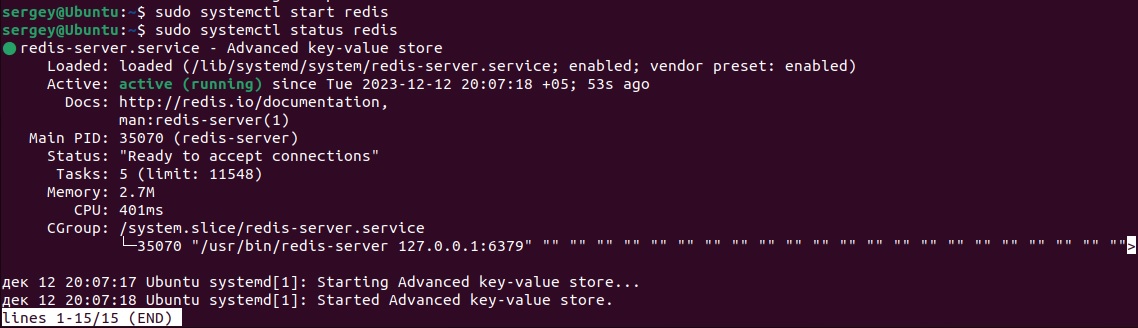 sergey@Ubuntu:~$ sudo systemctl start redis
sergey@Ubuntu:~$ sudo systemctl status redis
● redis-server.service - Advanced key-value store
     Loaded: loaded (/lib/systemd/system/redis-server.service; enabled; vendor preset: enabled)
     Active: active (running) since Tue 2023-12-12 20:07:18 +05; 53s ago
       Docs: http://redis.io/documentation,
             man:redis-server(1)
   Main PID: 35070 (redis-server)
     Status: "Ready to accept connections"
      Tasks: 5 (limit: 11548)
     Memory: 2.7M
        CPU: 401ms
     CGroup: /system.slice/redis-server.service
             └─35070 "/usr/bin/redis-server 127.0.0.1:6379" "" "" "" "" "" "" "" "" "" "" "" "" "" "" "" "" "" "" "" "" "" "">

дек 12 20:07:17 Ubuntu systemd[1]: Starting Advanced key-value store...
дек 12 20:07:18 Ubuntu systemd[1]: Started Advanced key-value store.
lines 1-15/15 (END)